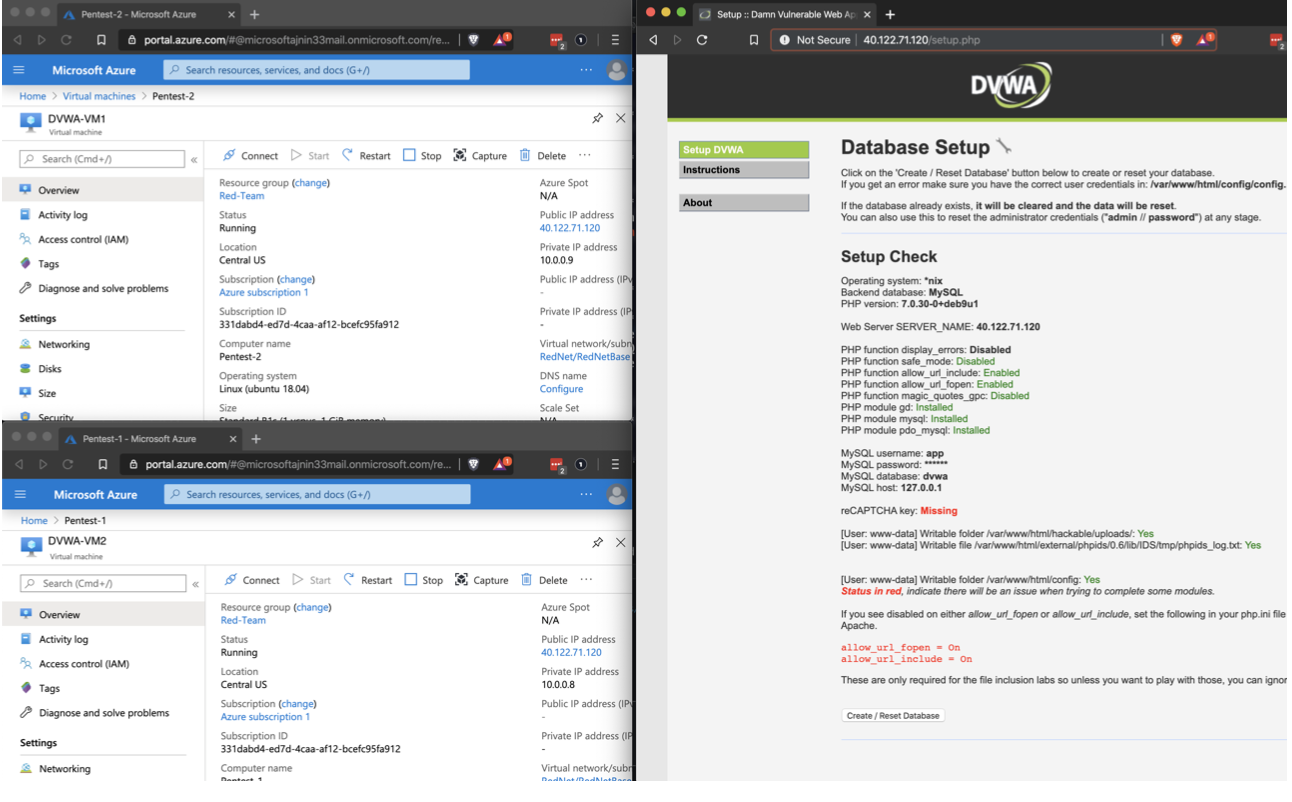 Pentest-2 - Microsoft Azure
portal.azure.com/#@microsoftajnin33mail.onmicrosoft.com/re...
Microsoft Azure
Search resources, services, and docs (G+/)
Home > Virtual machines > Pentest-2
DVWA-VM1
Virtual machine
Search (Cmd+/)
Overview
Activity log
Access control (IAM)
Tags
Diagnose and solve problems
Settings
Networking
Disks
Size
Security
Connect Start Restart Stop Capture Delete ...
Resource group (change)
Red-Team
Status
Running
Location
Central US
Subscription (change)
Azure subscription 1
Subscription ID
331dabd4-ed7d-4caa-af12-bcefc95fa912
Computer name
Pentest-2
Operating system
Linux (ubuntu 18.04)
Size
Azure Spot
N/A
Public IP address
40.122.71.120
Private IP address
10.0.0.9
Public IP address (IPv
-
Private IP address (IP
-
Virtual network/subn
RedNet/RedNetBase
DNS name
Configure
Scale Set
N/A
Pentest-1 - Microsoft Azure
portal.azure.com/#@microsoftajnin33mail.onmicrosoft.com/re...
Microsoft Azure
Search resources, services, and docs (G+/)
Home > Pentest-1
DVWA-VM2
Virtual machine
Search (Cmd+/)
Overview
Activity log
Access control (IAM)
Tags
Diagnose and solve problems
Settings
Networking
Connect Start Restart Stop Capture Delete ...
Resource group (change)
Red-Team
Status
Running
Location
Central US
Subscription (change)
Azure subscription 1
Subscription ID
331dabd4-ed7d-4caa-af12-bcefc95fa912
Computer name
Pentest-1
Azure Spot
N/A
Public IP address
40.122.71.120
Private IP address
10.0.0.8
Public IP address (IPv
-
Private IP address (IP
-
Virtual network/subn
RedNet/RedNetBase
Setup :: Damn Vulnerable Web Ap
Not Secure | 40.122.71.120/setup.php
DVWA
Setup DVWA
Instructions
About
Database Setup
Click on the 'Create / Reset Database' button below to create or reset your database.
If you get an error make sure you have the correct user credentials in: /var/www/html/config/config.
If the database already exists, it will be cleared and the data will be reset.
You can also use this to reset the administrator credentials ("admin // password") at any stage.
Setup Check
Operating system: *nix
Backend database: MySQL
PHP version: 7.0.30-0+deb9u1
Web Server SERVER_NAME: 40.122.71.120
PHP function display_errors: Disabled
PHP function safe_mode: Disabled
PHP function allow_url_include: Enabled
PHP function allow_url_fopen: Enabled
PHP function magic_quotes_gpc: Disabled
PHP module gd: Installed
PHP module mysql: Installed
PHP module pdo_mysql: Installed
MySQL username: app
MySQL password: ******
MySQL database: dvwa
MySQL host: 127.0.0.1
reCAPTCHA key: Missing
[User: www-data] Writable folder /var/www/html/hackable/uploads/: Yes
[User: www-data] Writable file /var/www/html/external/phpids/0.6/lib/IDS/tmp/phpids_log.txt: Yes
[User: www-data] Writable folder /var/www/html/config: Yes
Status in red, indicate there will be an issue when trying to complete some modules.
If you see disabled on either allow_url_fopen or allow_url_include, set the following in your php.ini file
Apache.
allow_url_fopen = On
allow_url_include = On
These are only required for the file inclusion labs so unless you want to play with those, you can ignor
Create / Reset Database